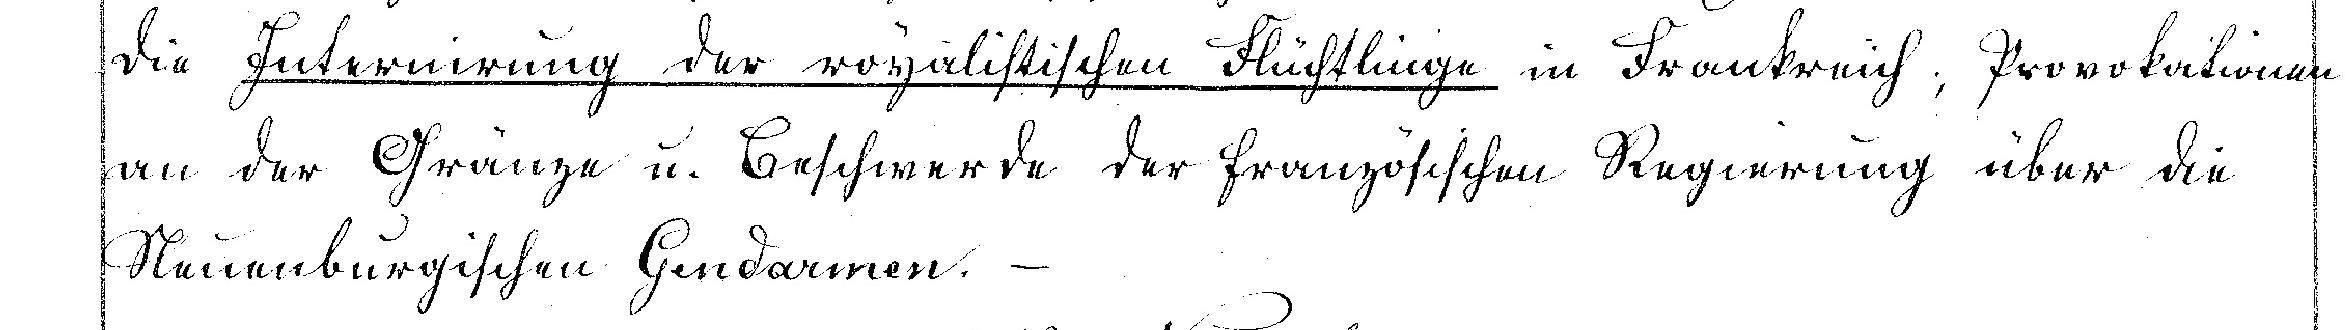 die Internirung der royalistischen Flüchtlinge in Frankreich; Provokationen
an der Gränze u. Beschwerde der französischen Regierung über die
Neuenburgischen Gendarmen. –